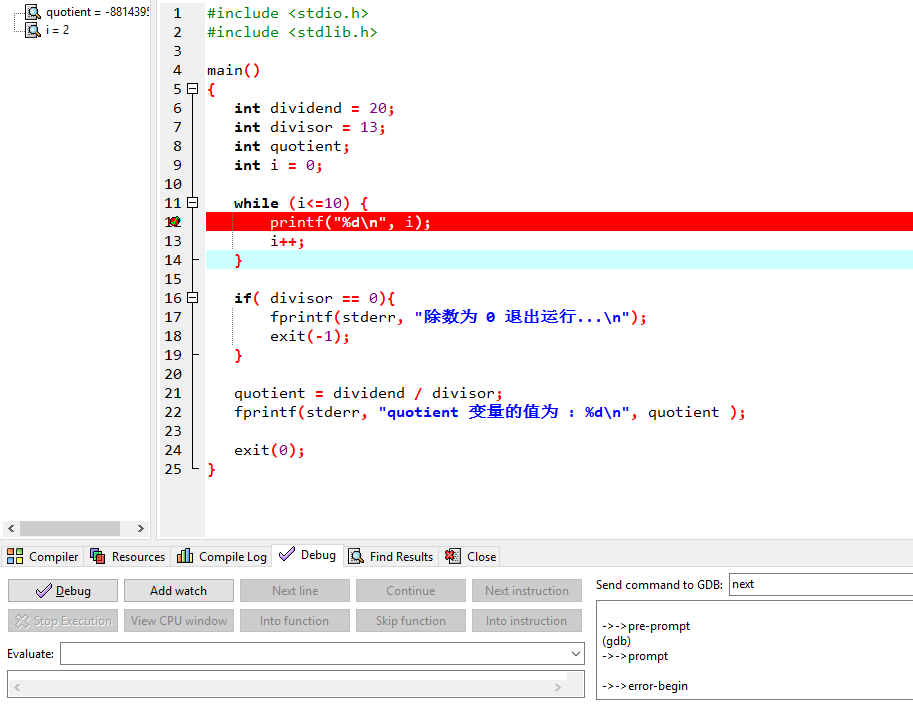 quotient = -8814395
i = 2
1 #include <stdio.h>
2 #include <stdlib.h>
3
4 main()
5 {
6 int dividend = 20;
7 int divisor = 13;
8 int quotient;
9 int i = 0;
10
11 while (i<=10) {
12 printf("%d\n", i);
13 i++;
14 }
15
16 if( divisor == 0){
17 fprintf(stderr, "除数为 0 退出运行...\n");
18 exit(-1);
19 }
20
21 quotient = dividend / divisor;
22 fprintf(stderr, "quotient 变量的值为 : %d\n", quotient );
23
24 exit(0);
25 }
Compiler Resources Compile Log Debug Find Results Close
Debug Add watch Next line Continue Next instruction
Stop Execution View CPU window Into function Skip function Into instruction
Evaluate:
Send command to GDB: next
->->pre-prompt
(gdb)
->->prompt
->->error-begin